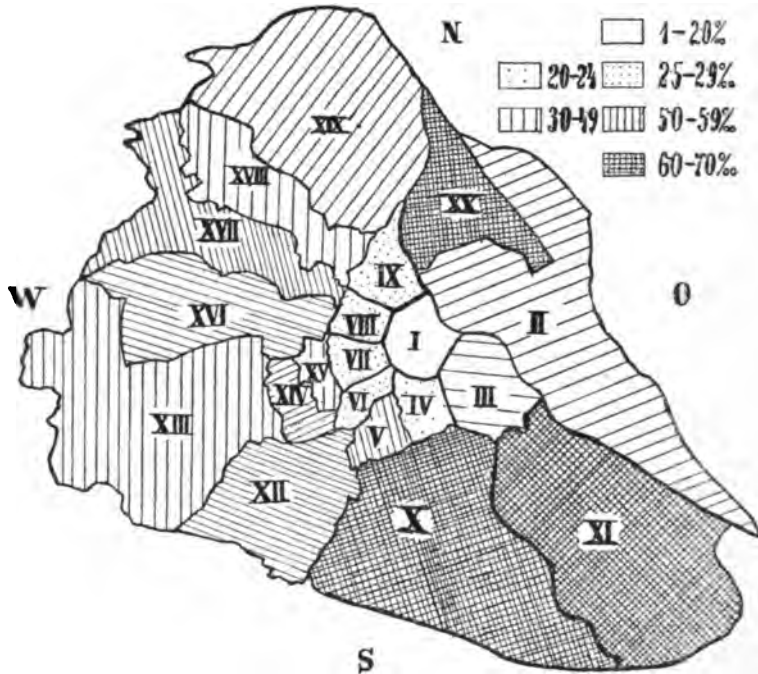 N
1-20‰
20-24 25-29‰
30-49 50-59‰
60-70‰
XIX
XVIII
XX
XVII
IX
W O
XVI VIII I II
VII
XV
XIV VI IV III
XIII
V
XII
X
XI
S